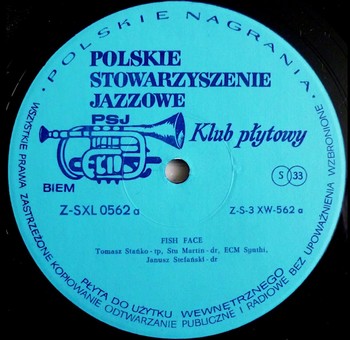 · POLSKIE NAGRANIA ·
POLSKIE
STOWARZYSZENIE
JAZZOWE
PSJ
Klub płytowy
BIEM
Z-SXL 0562 a
S 33
Z-S-3 XW-562 a
FISH FACE
Tomasz Stańko - tp, Stu Martin - dr, ECM Synthi,
Janusz Stefański - dr
PŁYTA DO UŻYTKU WEWNĘTRZNEGO
WSZYSTKIE PRAWA ZASTRZEŻONE KOPIOWANIE ODTWARZANIE PUBLICZNE I RADIOWE BEZ UPOWAŻNIENIA WZBRONIONE